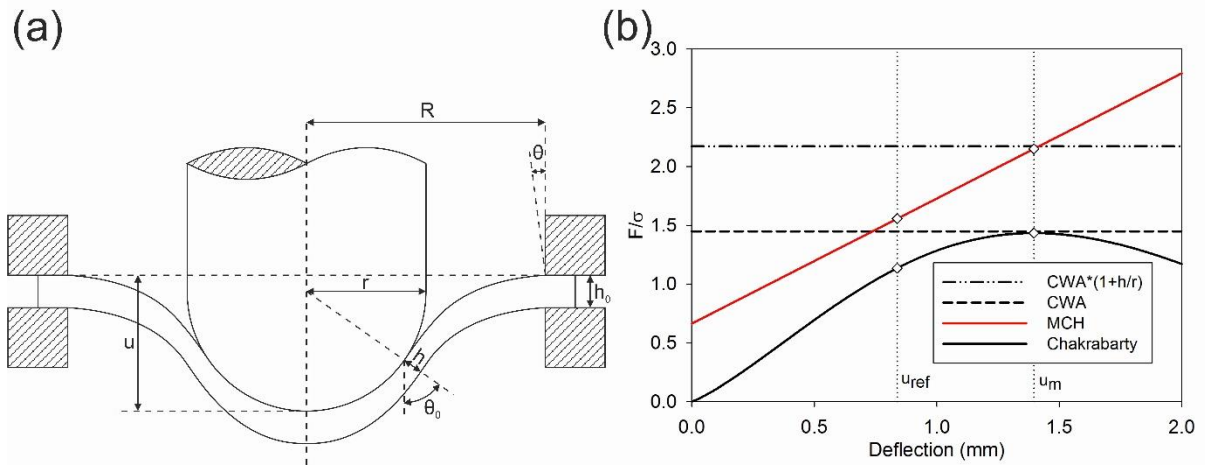 (a)
R
θ
r
h₀
u
h
θ₀
(b)
3.0
2.5
2.0
1.5
1.0
0.5
0.0
F/σ
CWA*(1+h/r)
CWA
MCH
Chakrabarty
u_ref
u_m
0.0 0.5 1.0 1.5 2.0
Deflection (mm)